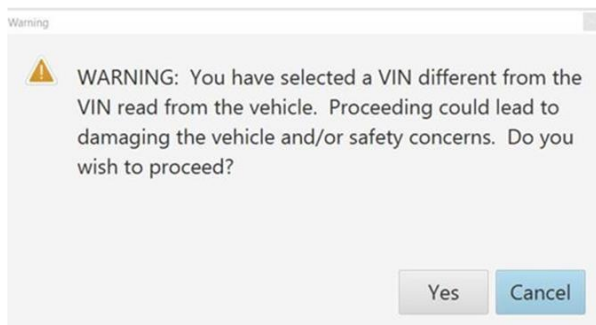 Warning
WARNING: You have selected a VIN different from the
VIN read from the vehicle. Proceeding could lead to
damaging the vehicle and/or safety concerns. Do you
wish to proceed?
Yes Cancel